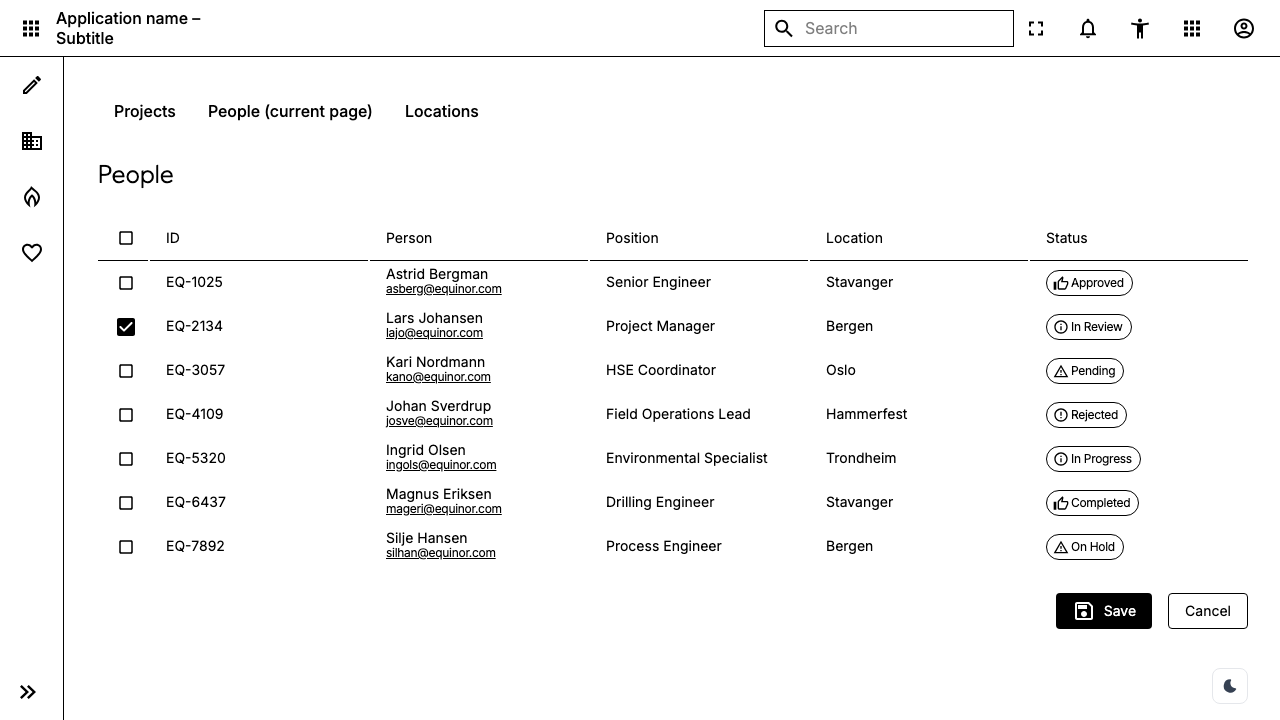 Application name –
Subtitle
Search
Projects People (current page) Locations
People
ID Person Position Location Status
EQ-1025 Astrid Bergman Senior Engineer Stavanger Approved
asberg@equinor.com
EQ-2134 Lars Johansen Project Manager Bergen In Review
lajo@equinor.com
EQ-3057 Kari Nordmann HSE Coordinator Oslo Pending
kano@equinor.com
EQ-4109 Johan Sverdrup Field Operations Lead Hammerfest Rejected
josve@equinor.com
EQ-5320 Ingrid Olsen Environmental Specialist Trondheim In Progress
ingols@equinor.com
EQ-6437 Magnus Eriksen Drilling Engineer Stavanger Completed
mageri@equinor.com
EQ-7892 Silje Hansen Process Engineer Bergen On Hold
silhan@equinor.com
Save Cancel